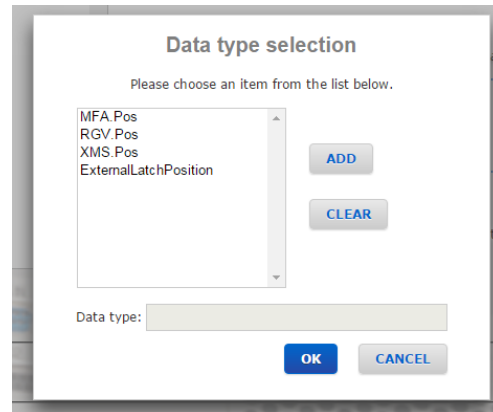 Data type selection
Please choose an item from the list below.
MFA.Pos
RGV.Pos
XMS.Pos
ExternalLatchPosition
ADD
CLEAR
Data type:
OK
CANCEL